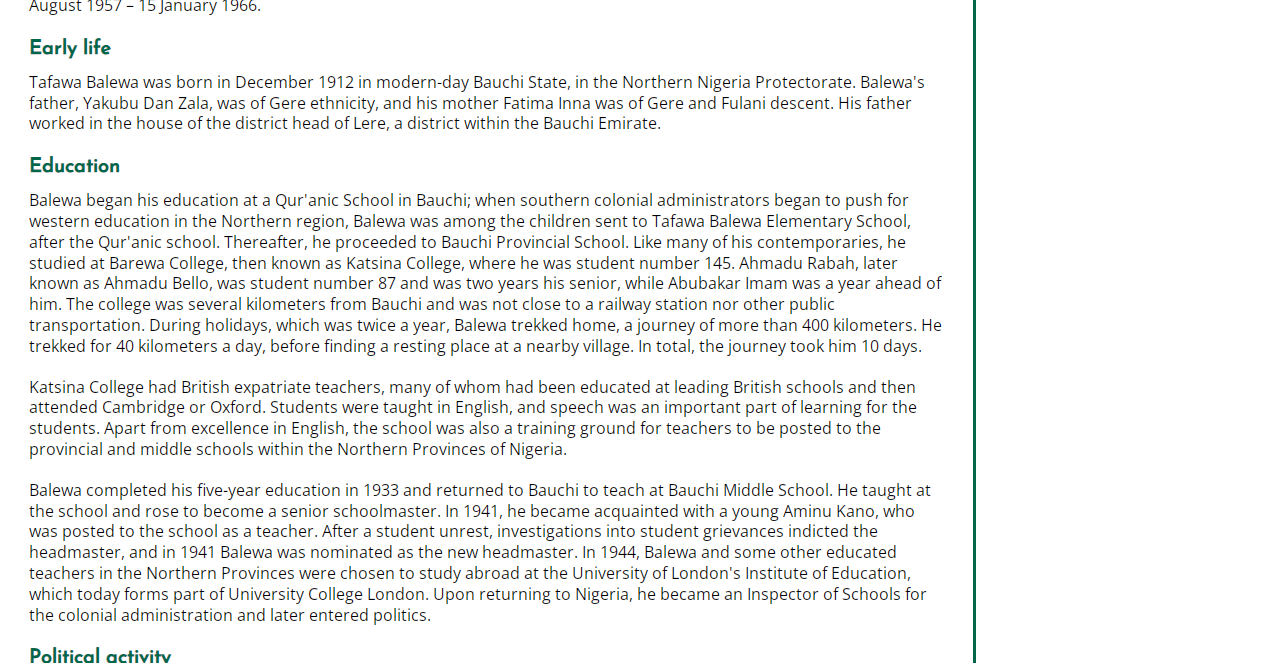 August 1957 – 15 January 1966.
Early life
Tafawa Balewa was born in December 1912 in modern-day Bauchi State, in the Northern Nigeria Protectorate. Balewa's
father, Yakubu Dan Zala, was of Gere ethnicity, and his mother Fatima Inna was of Gere and Fulani descent. His father
worked in the house of the district head of Lere, a district within the Bauchi Emirate.
Education
Balewa began his education at a Qur'anic School in Bauchi; when southern colonial administrators began to push for
western education in the Northern region, Balewa was among the children sent to Tafawa Balewa Elementary School,
after the Qur'anic school. Thereafter, he proceeded to Bauchi Provincial School. Like many of his contemporaries, he
studied at Barewa College, then known as Katsina College, where he was student number 145. Ahmadu Rabah, later
known as Ahmadu Bello, was student number 87 and was two years his senior, while Abubakar Imam was a year ahead of
him. The college was several kilometers from Bauchi and was not close to a railway station nor other public
transportation. During holidays, which was twice a year, Balewa trekked home, a journey of more than 400 kilometers. He
trekked for 40 kilometers a day, before finding a resting place at a nearby village. In total, the journey took him 10 days.
Katsina College had British expatriate teachers, many of whom had been educated at leading British schools and then
attended Cambridge or Oxford. Students were taught in English, and speech was an important part of learning for the
students. Apart from excellence in English, the school was also a training ground for teachers to be posted to the
provincial and middle schools within the Northern Provinces of Nigeria.
Balewa completed his five-year education in 1933 and returned to Bauchi to teach at Bauchi Middle School. He taught at
the school and rose to become a senior schoolmaster. In 1941, he became acquainted with a young Aminu Kano, who
was posted to the school as a teacher. After a student unrest, investigations into student grievances indicted the
headmaster, and in 1941 Balewa was nominated as the new headmaster. In 1944, Balewa and some other educated
teachers in the Northern Provinces were chosen to study abroad at the University of London's Institute of Education,
which today forms part of University College London. Upon returning to Nigeria, he became an Inspector of Schools for
the colonial administration and later entered politics.
Political activity